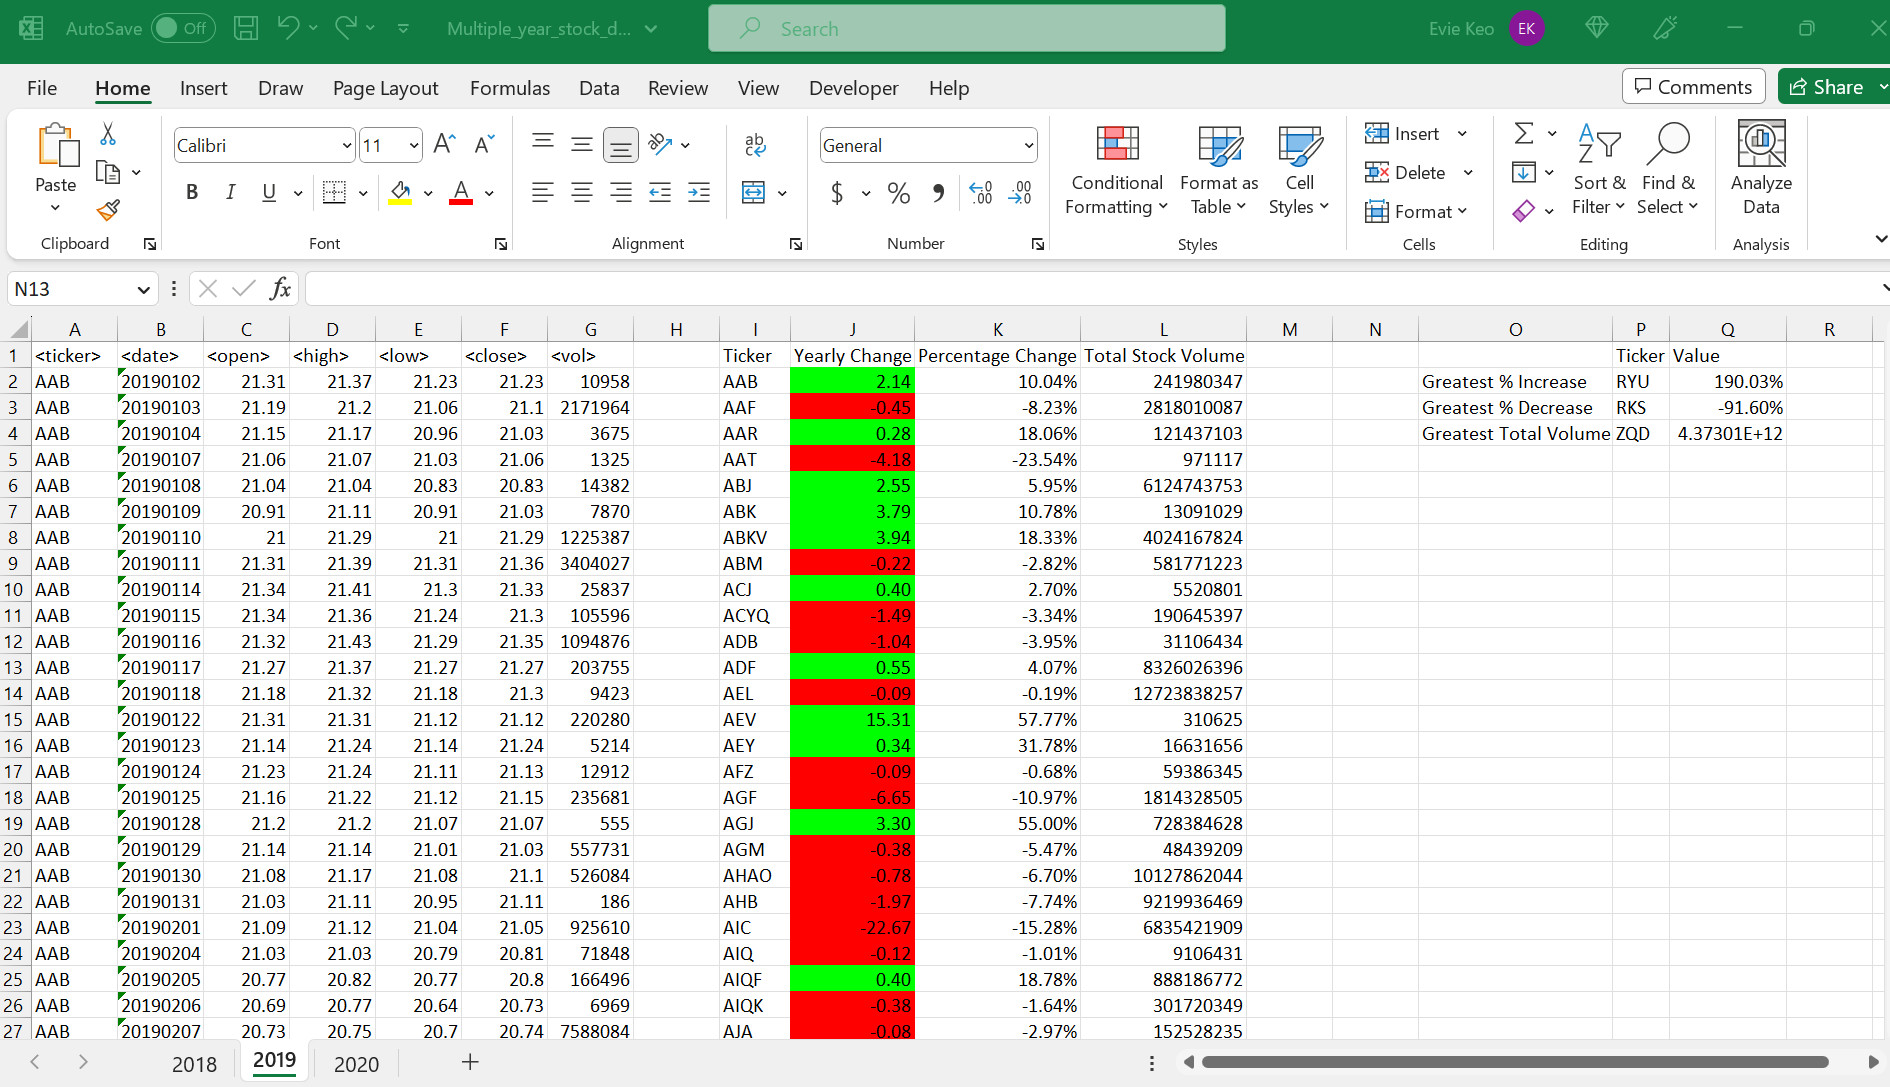 AutoSave Off Multiple_year_stock_d... Search Evie Keo EK
File Home Insert Draw Page Layout Formulas Data Review View Developer Help Comments Share
Paste Calibri 11 A^ A˅ ab c General Conditional Formatting Format as Table Cell Styles Insert Delete Format Σ Sort & Filter Find & Select Analyze Data
B I U A $ % , .00 .0
Clipboard Font Alignment Number Styles Cells Editing Analysis
N13 fx
A B C D E F G H I J K L M N O P Q R
1 <ticker> <date> <open> <high> <low> <close> <vol> Ticker Yearly Change Percentage Change Total Stock Volume Ticker Value
2 AAB 20190102 21.31 21.37 21.23 21.23 10958 AAB 2.14 10.04% 241980347 Greatest % Increase RYU 190.03%
3 AAB 20190103 21.19 21.2 21.06 21.1 2171964 AAF -0.45 -8.23% 2818010087 Greatest % Decrease RKS -91.60%
4 AAB 20190104 21.15 21.17 20.96 21.03 3675 AAR 0.28 18.06% 121437103 Greatest Total Volume ZQD 4.37301E+12
5 AAB 20190107 21.06 21.07 21.03 21.06 1325 AAT -4.18 -23.54% 971117
6 AAB 20190108 21.04 21.04 20.83 20.83 14382 ABJ 2.55 5.95% 6124743753
7 AAB 20190109 20.91 21.11 20.91 21.03 7870 ABK 3.79 10.78% 13091029
8 AAB 20190110 21 21.29 21 21.29 1225387 ABKV 3.94 18.33% 4024167824
9 AAB 20190111 21.31 21.39 21.31 21.36 3404027 ABM -0.22 -2.82% 581771223
10 AAB 20190114 21.34 21.41 21.3 21.33 25837 ACJ 0.40 2.70% 5520801
11 AAB 20190115 21.34 21.36 21.24 21.3 105596 ACYQ -1.49 -3.34% 190645397
12 AAB 20190116 21.32 21.43 21.29 21.35 1094876 ADB -1.04 -3.95% 31106434
13 AAB 20190117 21.27 21.37 21.27 21.27 203755 ADF 0.55 4.07% 8326026396
14 AAB 20190118 21.18 21.32 21.18 21.3 9423 AEL -0.09 -0.19% 12723838257
15 AAB 20190122 21.31 21.31 21.12 21.12 220280 AEV 15.31 57.77% 310625
16 AAB 20190123 21.14 21.24 21.14 21.24 5214 AEY 0.34 31.78% 16631656
17 AAB 20190124 21.23 21.24 21.11 21.13 12912 AFZ -0.09 -0.68% 59386345
18 AAB 20190125 21.16 21.22 21.12 21.15 235681 AGF -6.65 -10.97% 1814328505
19 AAB 20190128 21.2 21.2 21.07 21.07 555 AGJ 3.30 55.00% 728384628
20 AAB 20190129 21.14 21.14 21.01 21.03 557731 AGM -0.38 -5.47% 48439209
21 AAB 20190130 21.08 21.17 21.08 21.1 526084 AHAO -0.78 -6.70% 10127862044
22 AAB 20190131 21.03 21.11 20.95 21.11 186 AHB -1.97 -7.74% 9219936469
23 AAB 20190201 21.09 21.12 21.04 21.05 925610 AIC -22.67 -15.28% 6835421909
24 AAB 20190204 21.03 21.03 20.79 20.81 71848 AIQ -0.12 -1.01% 9106431
25 AAB 20190205 20.77 20.82 20.77 20.8 166496 AIQF 0.40 18.78% 888186772
26 AAB 20190206 20.69 20.77 20.64 20.73 6969 AIQK -0.38 -1.64% 301720349
27 AAB 20190207 20.73 20.75 20.7 20.74 7588084 AJA -0.08 -2.97% 152528235
2018 2019 2020 +